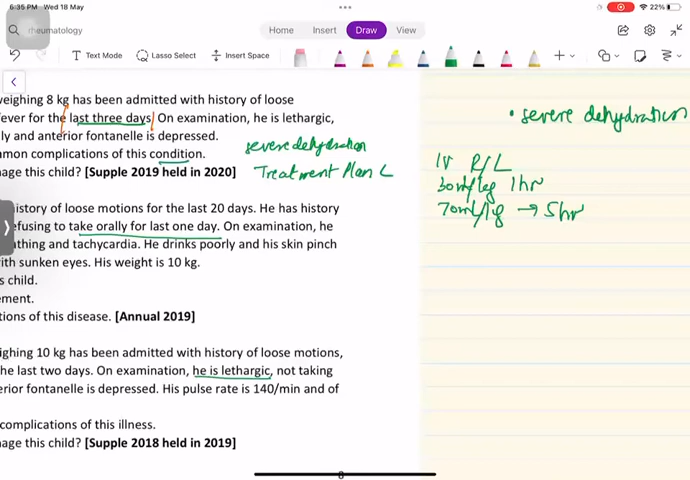 6:35 PM Wed 18 May
22%
rheumatology
Home Insert Draw View
Text Mode Lasso Select Insert Space
weighing 8 kg has been admitted with history of loose
fever for the last three days. On examination, he is lethargic,
ly and anterior fontanelle is depressed.
mmon complications of this condition.
nage this child? [Supple 2019 held in 2020]
severe dehydration
Treatment Plan C
history of loose motions for the last 20 days. He has history
efusing to take orally for last one day. On examination, he
athing and tachycardia. He drinks poorly and his skin pinch
with sunken eyes. His weight is 10 kg.
s child.
ement.
tions of this disease. [Annual 2019]
ighing 10 kg has been admitted with history of loose motions,
he last two days. On examination, he is lethargic, not taking
erior fontanelle is depressed. His pulse rate is 140/min and of
complications of this illness.
nage this child? [Supple 2018 held in 2019]
• severe dehydration
IV R/L
30ml/kg 1hr
70ml/kg → 5hr